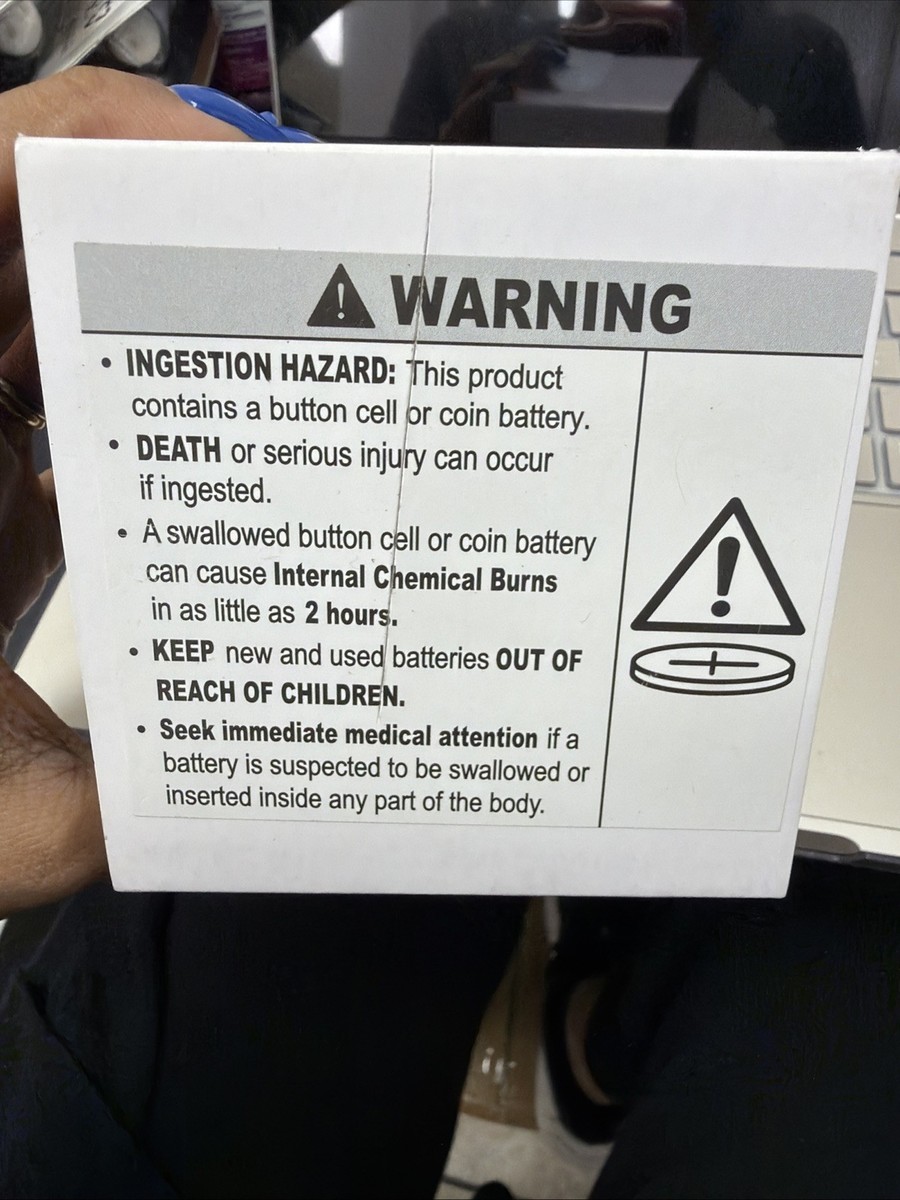 WARNING
• INGESTION HAZARD: This product
contains a button cell or coin battery.
• DEATH or serious injury can occur
if ingested.
• A swallowed button cell or coin battery
can cause Internal Chemical Burns
in as little as 2 hours.
• KEEP new and used batteries OUT OF
REACH OF CHILDREN.
• Seek immediate medical attention if a
battery is suspected to be swallowed or
inserted inside any part of the body.